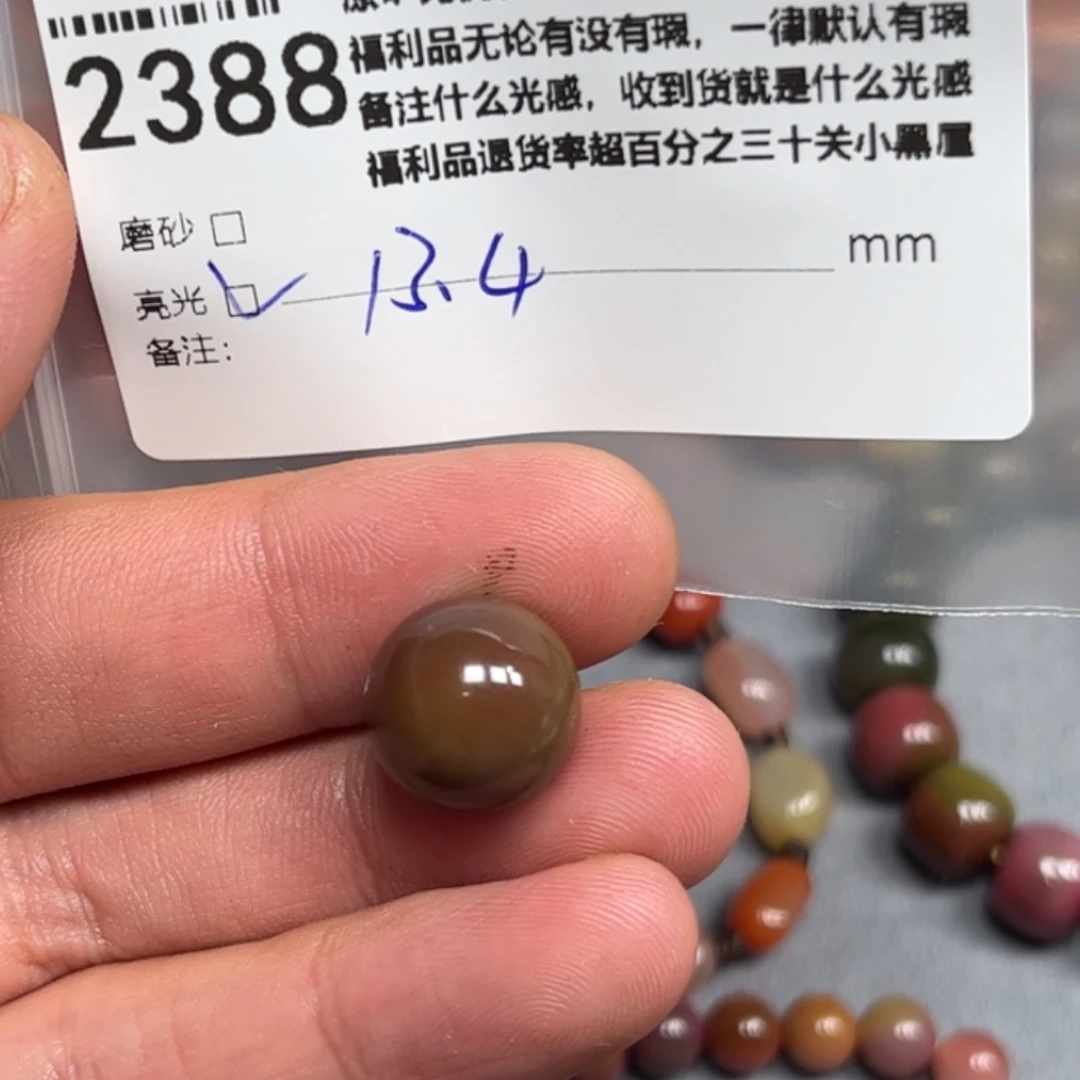 2388
福利品无论有没有瑕，一律默认有瑕
备注什么光感，收到货就是什么光感
福利品退货率超百分之三十关小黑屋
磨砂 □
亮光 □ 13.4 mm
备注：